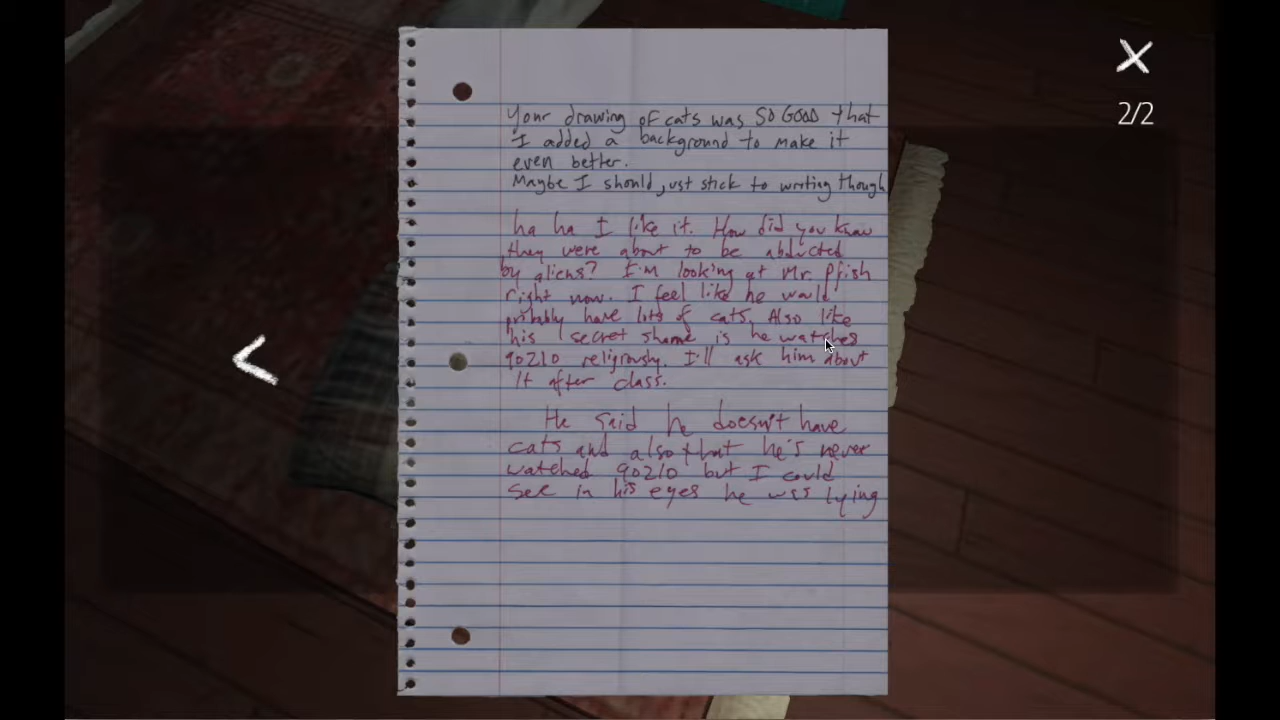 2/2
Your drawing of cats was SO GOOD that
I added a background to make it
even better.
Maybe I should just stick to writing though
ha ha I like it. How did you know
they were about to be abducted
by aliens? I'm looking at Mr. Pfish
right now. I feel like he would
probably have lots of cats. Also like
his secret shame is he watches
90210 religiously. I'll ask him about
it after class.
He said he doesn't have
cats and also that he's never
watched 90210 but I could
see in his eyes he was lying